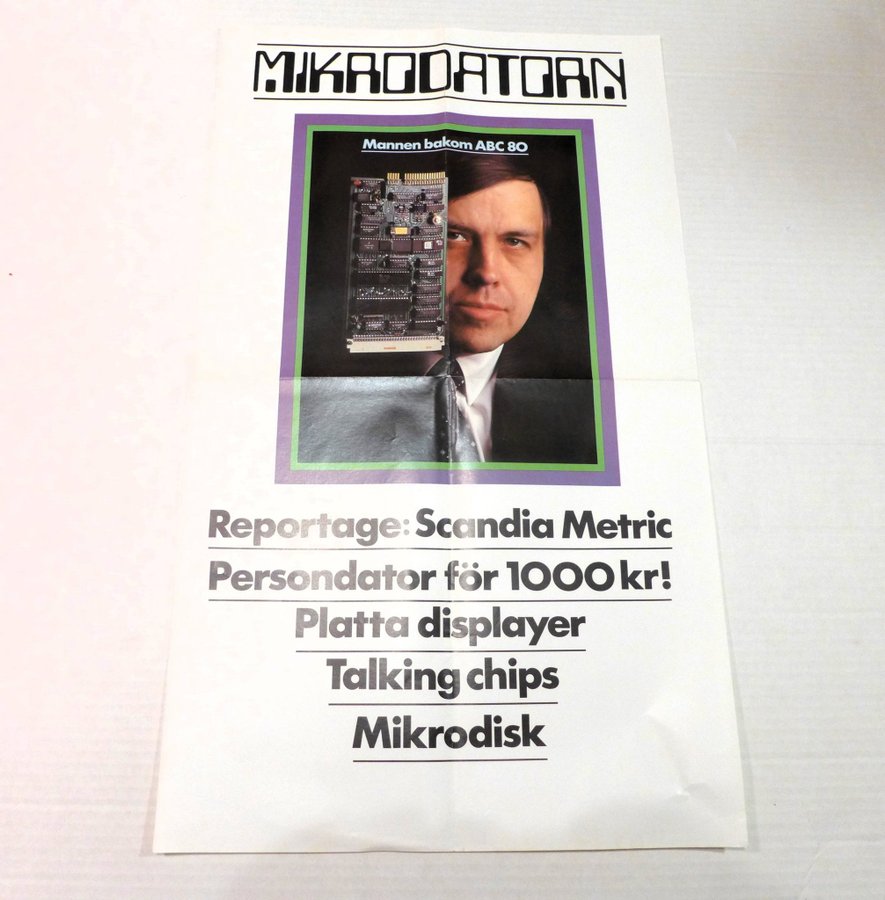 MIKRODATORN
Mannen bakom ABC 80
Reportage: Scandia Metric
Persondator för 1000 kr!
Platta displayer
Talking chips
Mikrodisk